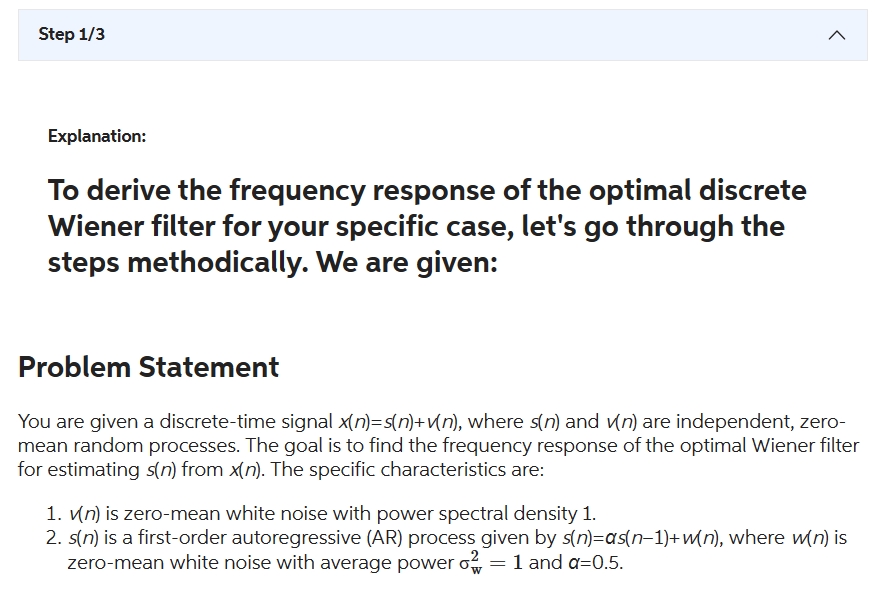 Step 1/3
Explanation:
To derive the frequency response of the optimal discrete
Wiener filter for your specific case, let's go through the
steps methodically. We are given:
Problem Statement
You are given a discrete-time signal x(n)=s(n)+v(n), where s(n) and v(n) are independent, zero-
mean random processes. The goal is to find the frequency response of the optimal Wiener filter
for estimating s(n) from x(n). The specific characteristics are:
1. v(n) is zero-mean white noise with power spectral density 1.
2. s(n) is a first-order autoregressive (AR) process given by s(n)=αs(n−1)+w(n), where w(n) is
zero-mean white noise with average power σ²_w = 1 and α=0.5.